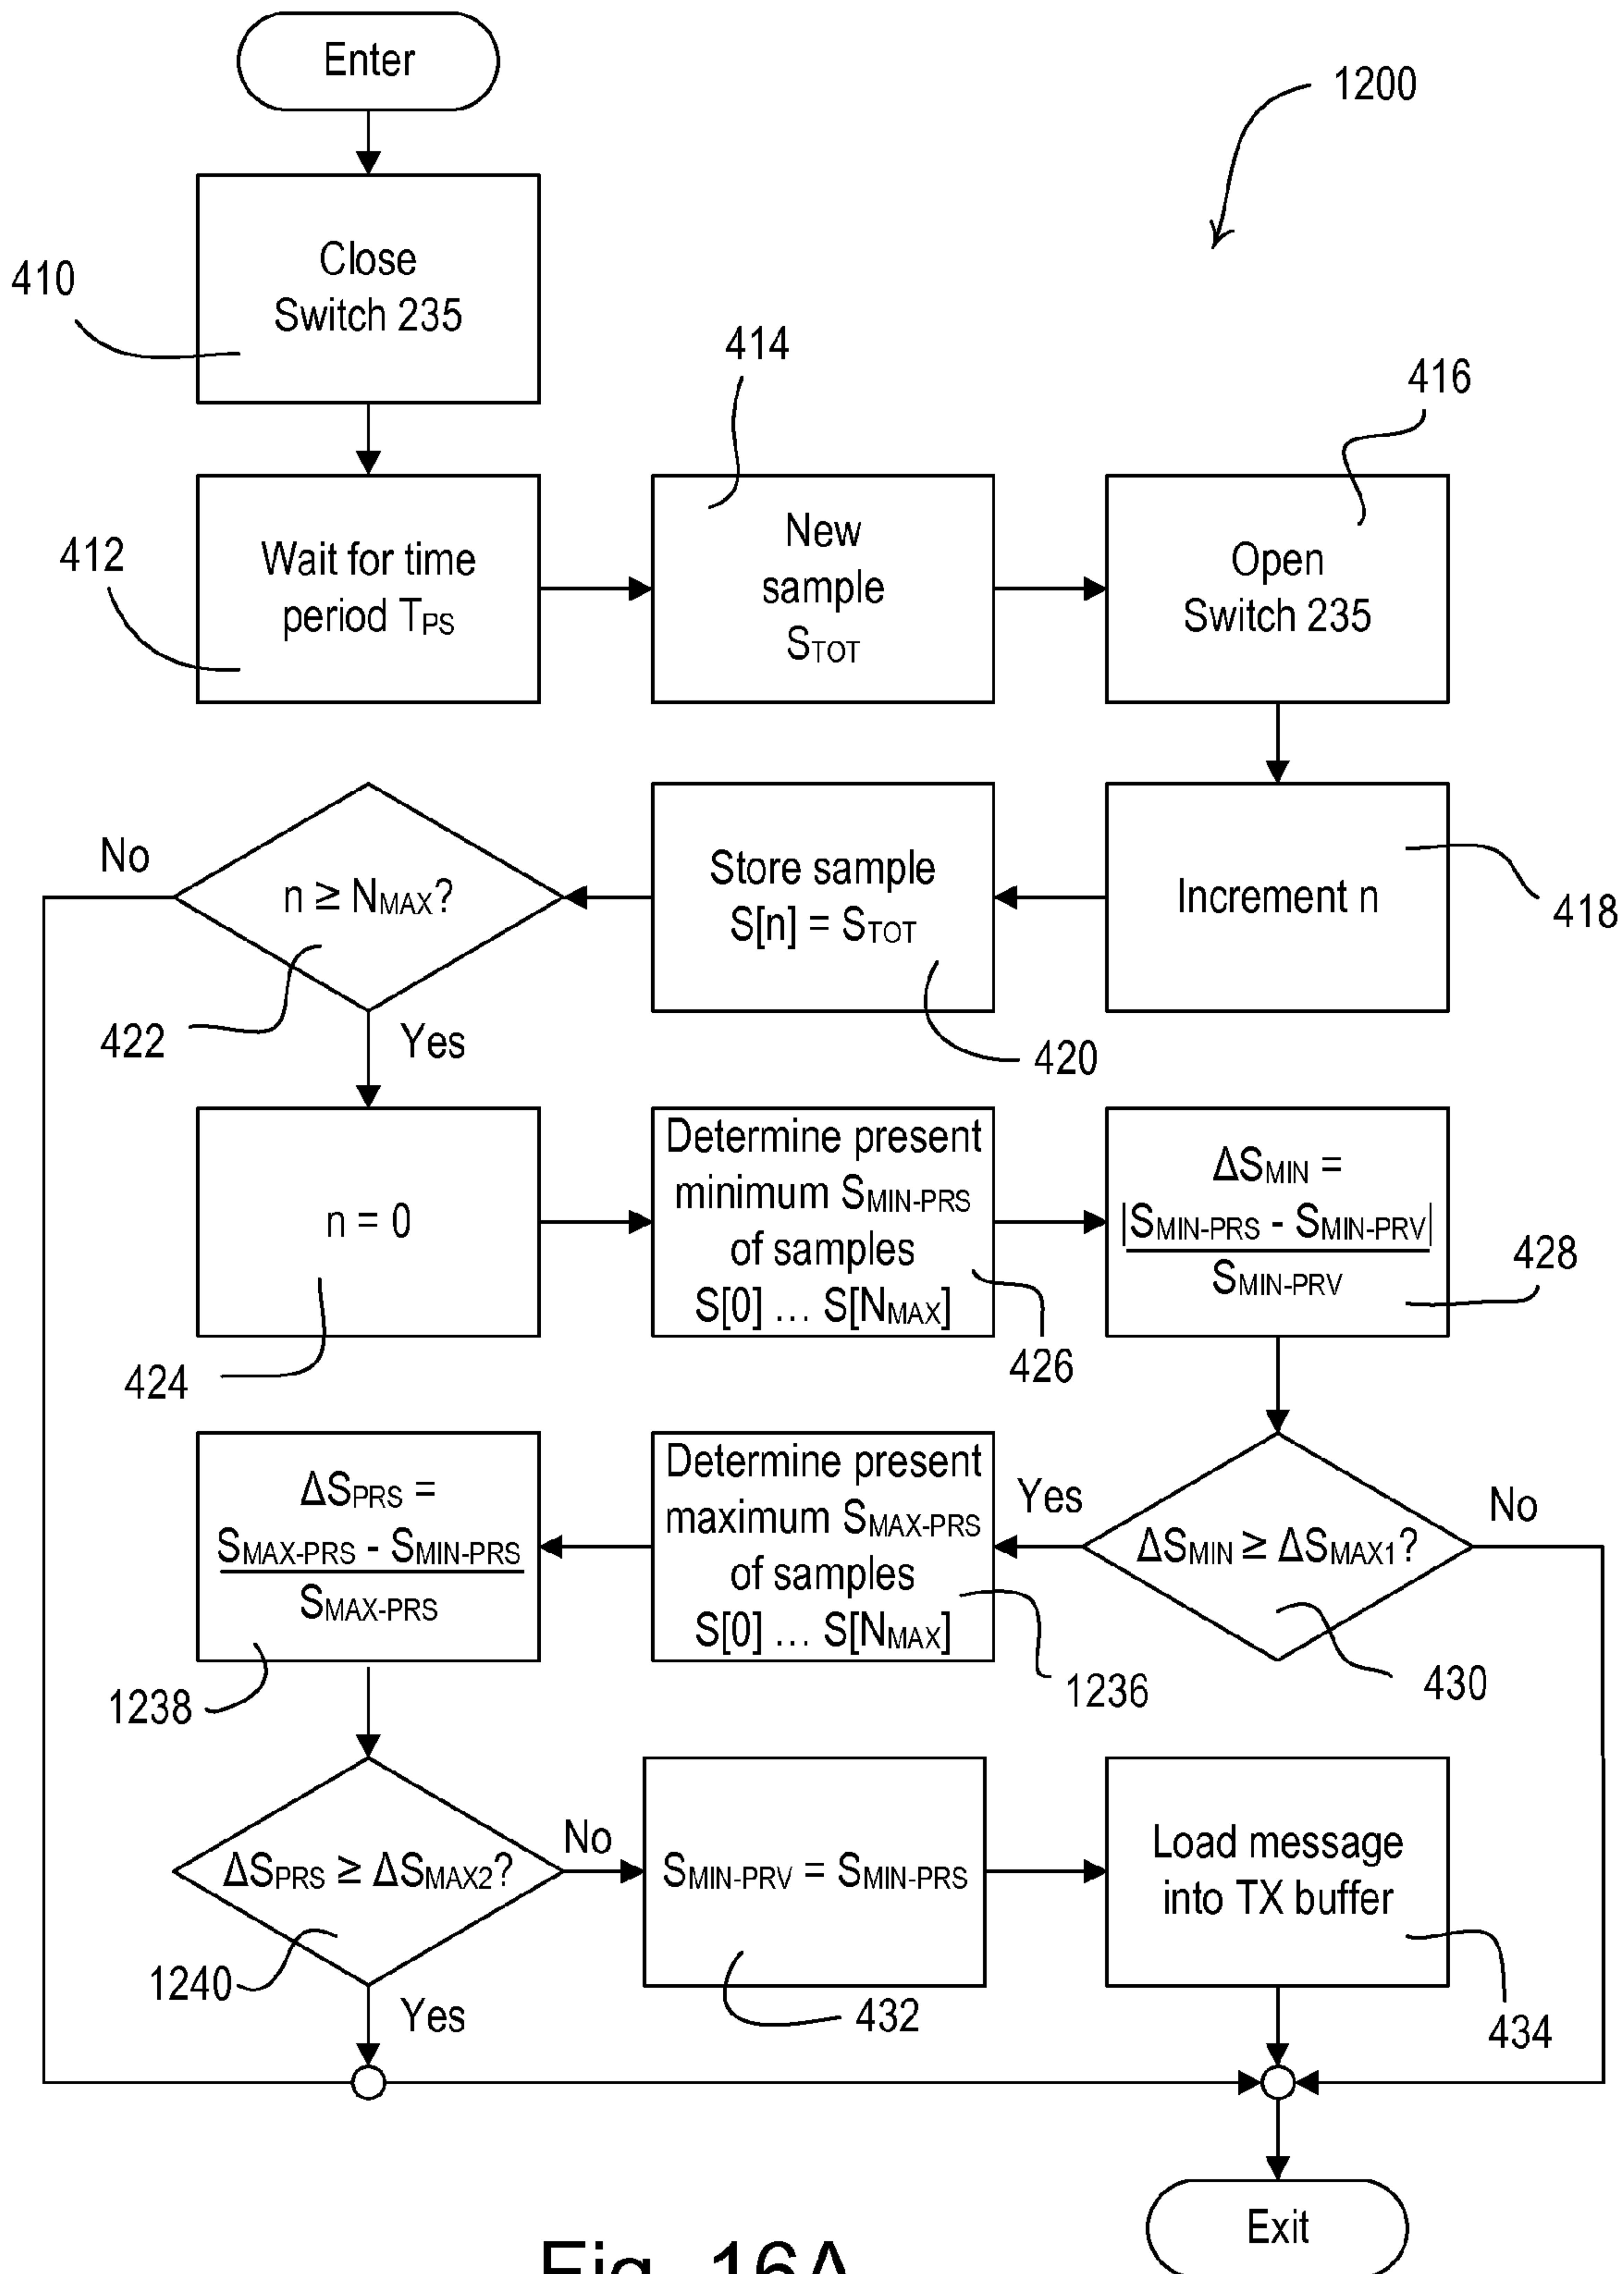 Enter
1200
410
Close
Switch 235
414
416
412
Wait for time
period TPS
New
sample
STOT
Open
Switch 235
No
n ≥ NMAX?
Store sample
S[n] = STOT
Increment n
418
422
Yes
420
n = 0
Determine present
minimum SMIN-PRS
of samples
S[0] ... S[NMAX]
ΔSMIN =
|SMIN-PRS - SMIN-PRV|
SMIN-PRV
428
424
426
ΔSPRS =
SMAX-PRS - SMIN-PRS
SMAX-PRS
Determine present
maximum SMAX-PRS
of samples
S[0] ... S[NMAX]
Yes
ΔSMIN ≥ ΔSMAX1?
No
1238
1236
430
ΔSPRS ≥ ΔSMAX2?
No
SMIN-PRV = SMIN-PRS
Load message
into TX buffer
1240
Yes
432
434
Exit
Fig. 16A